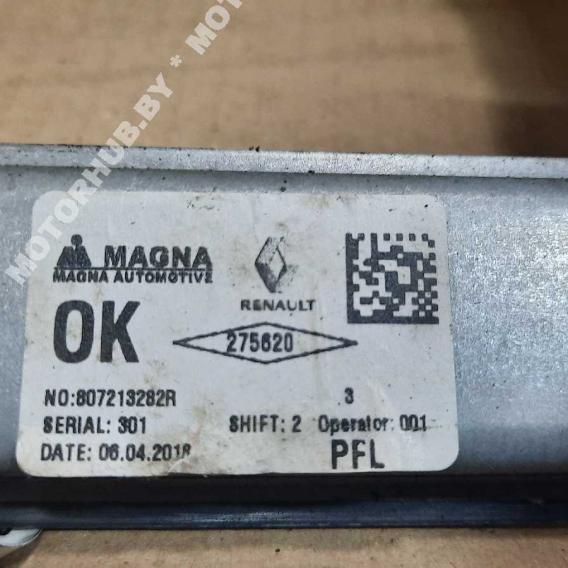 MOTORHUB.BY * MOT
MAGNA
MAGNA AUTOMOTIVE
RENAULT
OK
275620
NO:807213282R
3
SERIAL: 301
SHIFT: 2 Operator: 001
DATE: 06.04.2018
PFL